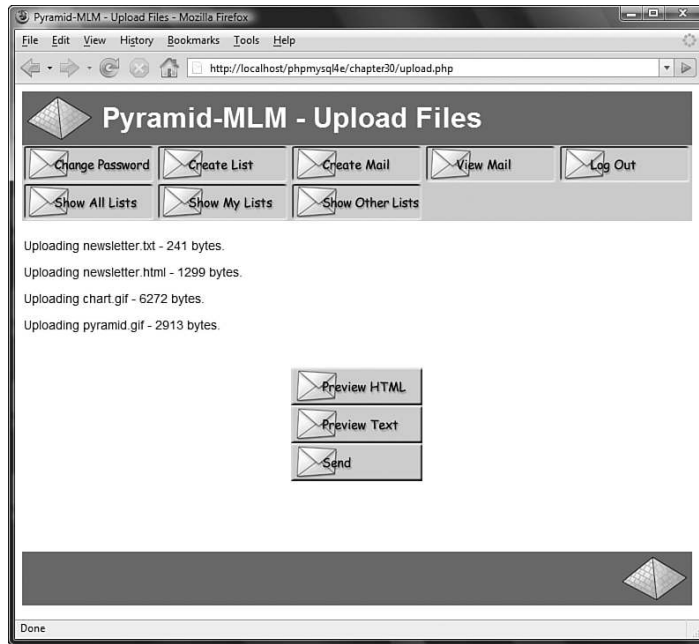 Pyramid-MLM - Upload Files - Mozilla Firefox
File Edit View History Bookmarks Tools Help
http://localhost/phpmysql4e/chapter30/upload.php
Pyramid-MLM - Upload Files
Change Password Create List Create Mail View Mail Log Out
Show All Lists Show My Lists Show Other Lists
Uploading newsletter.txt - 241 bytes.
Uploading newsletter.html - 1299 bytes.
Uploading chart.gif - 6272 bytes.
Uploading pyramid.gif - 2913 bytes.
Preview HTML
Preview Text
Send
Done